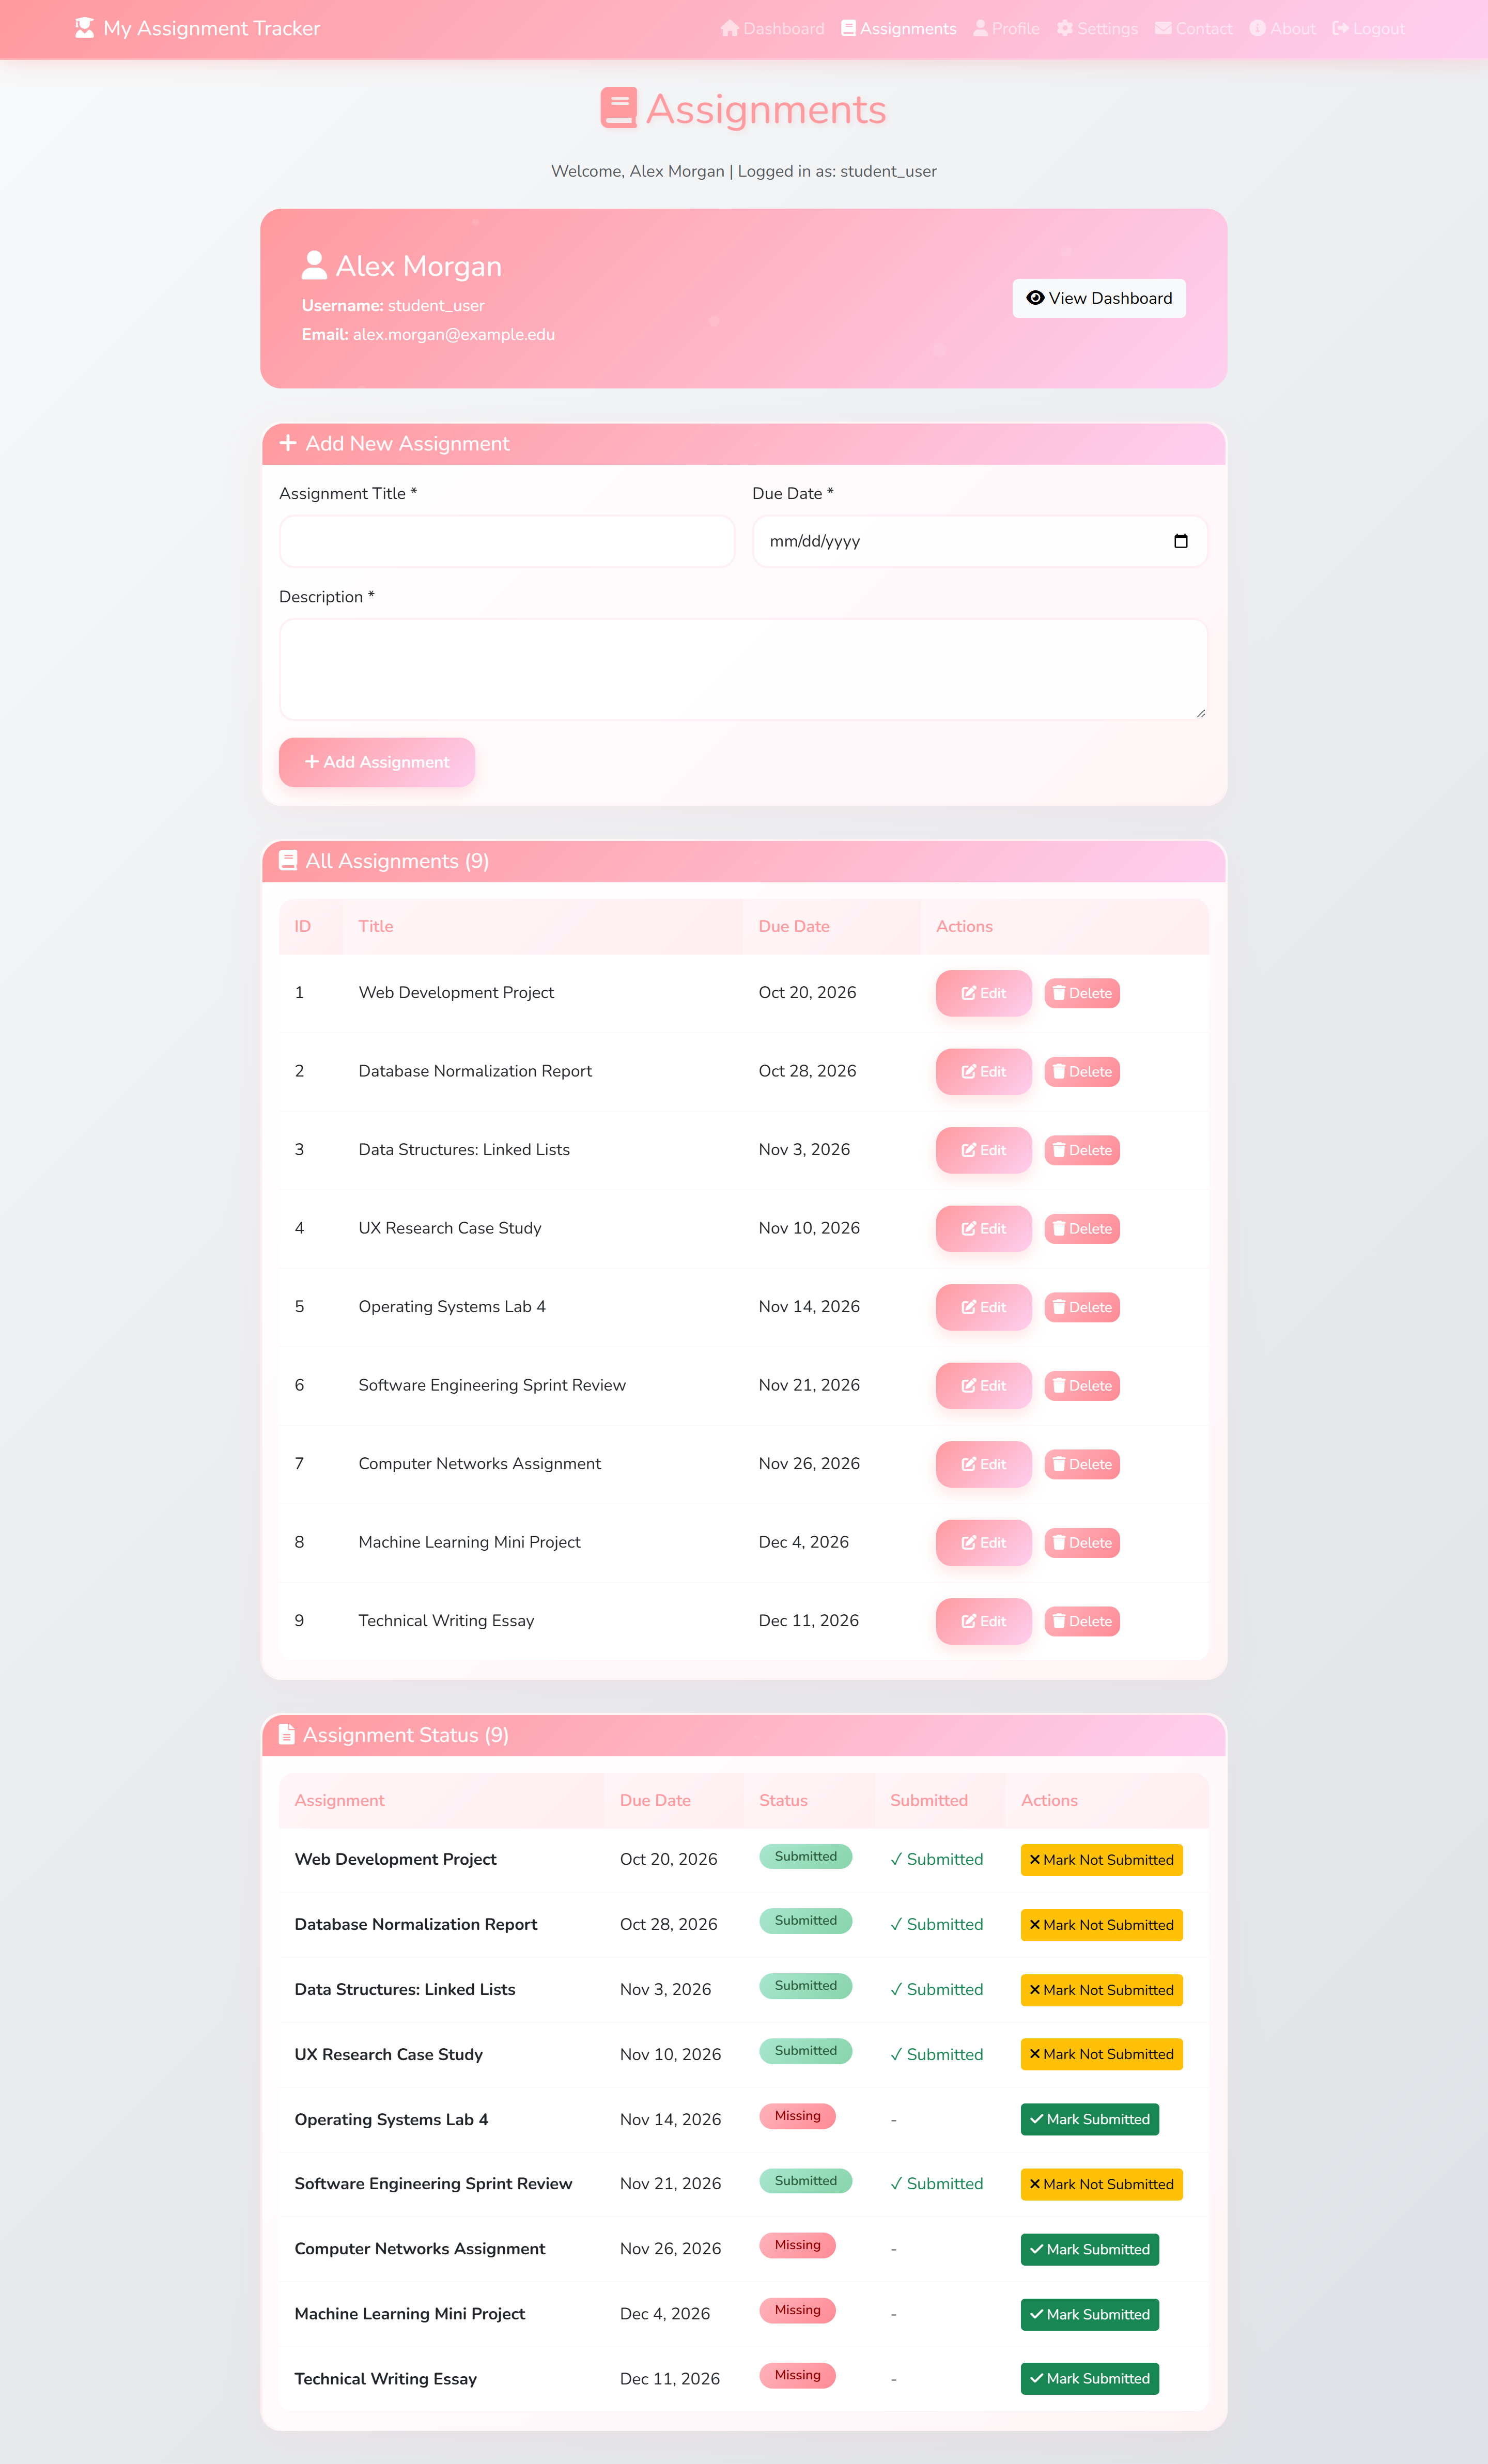 My Assignment Tracker
Dashboard Assignments Profile Settings Contact About Logout
Assignments
Welcome, Alex Morgan | Logged in as: student_user
Alex Morgan
Username: student_user
Email: alex.morgan@example.edu
View Dashboard
Add New Assignment
Assignment Title * Due Date *
mm/dd/yyyy
Description *
Add Assignment
All Assignments (9)
ID Title Due Date Actions
1 Web Development Project Oct 20, 2026 Edit Delete
2 Database Normalization Report Oct 28, 2026 Edit Delete
3 Data Structures: Linked Lists Nov 3, 2026 Edit Delete
4 UX Research Case Study Nov 10, 2026 Edit Delete
5 Operating Systems Lab 4 Nov 14, 2026 Edit Delete
6 Software Engineering Sprint Review Nov 21, 2026 Edit Delete
7 Computer Networks Assignment Nov 26, 2026 Edit Delete
8 Machine Learning Mini Project Dec 4, 2026 Edit Delete
9 Technical Writing Essay Dec 11, 2026 Edit Delete
Assignment Status (9)
Assignment Due Date Status Submitted Actions
Web Development Project Oct 20, 2026 Submitted ✓ Submitted Mark Not Submitted
Database Normalization Report Oct 28, 2026 Submitted ✓ Submitted Mark Not Submitted
Data Structures: Linked Lists Nov 3, 2026 Submitted ✓ Submitted Mark Not Submitted
UX Research Case Study Nov 10, 2026 Submitted ✓ Submitted Mark Not Submitted
Operating Systems Lab 4 Nov 14, 2026 Missing - Mark Submitted
Software Engineering Sprint Review Nov 21, 2026 Submitted ✓ Submitted Mark Not Submitted
Computer Networks Assignment Nov 26, 2026 Missing - Mark Submitted
Machine Learning Mini Project Dec 4, 2026 Missing - Mark Submitted
Technical Writing Essay Dec 11, 2026 Missing - Mark Submitted